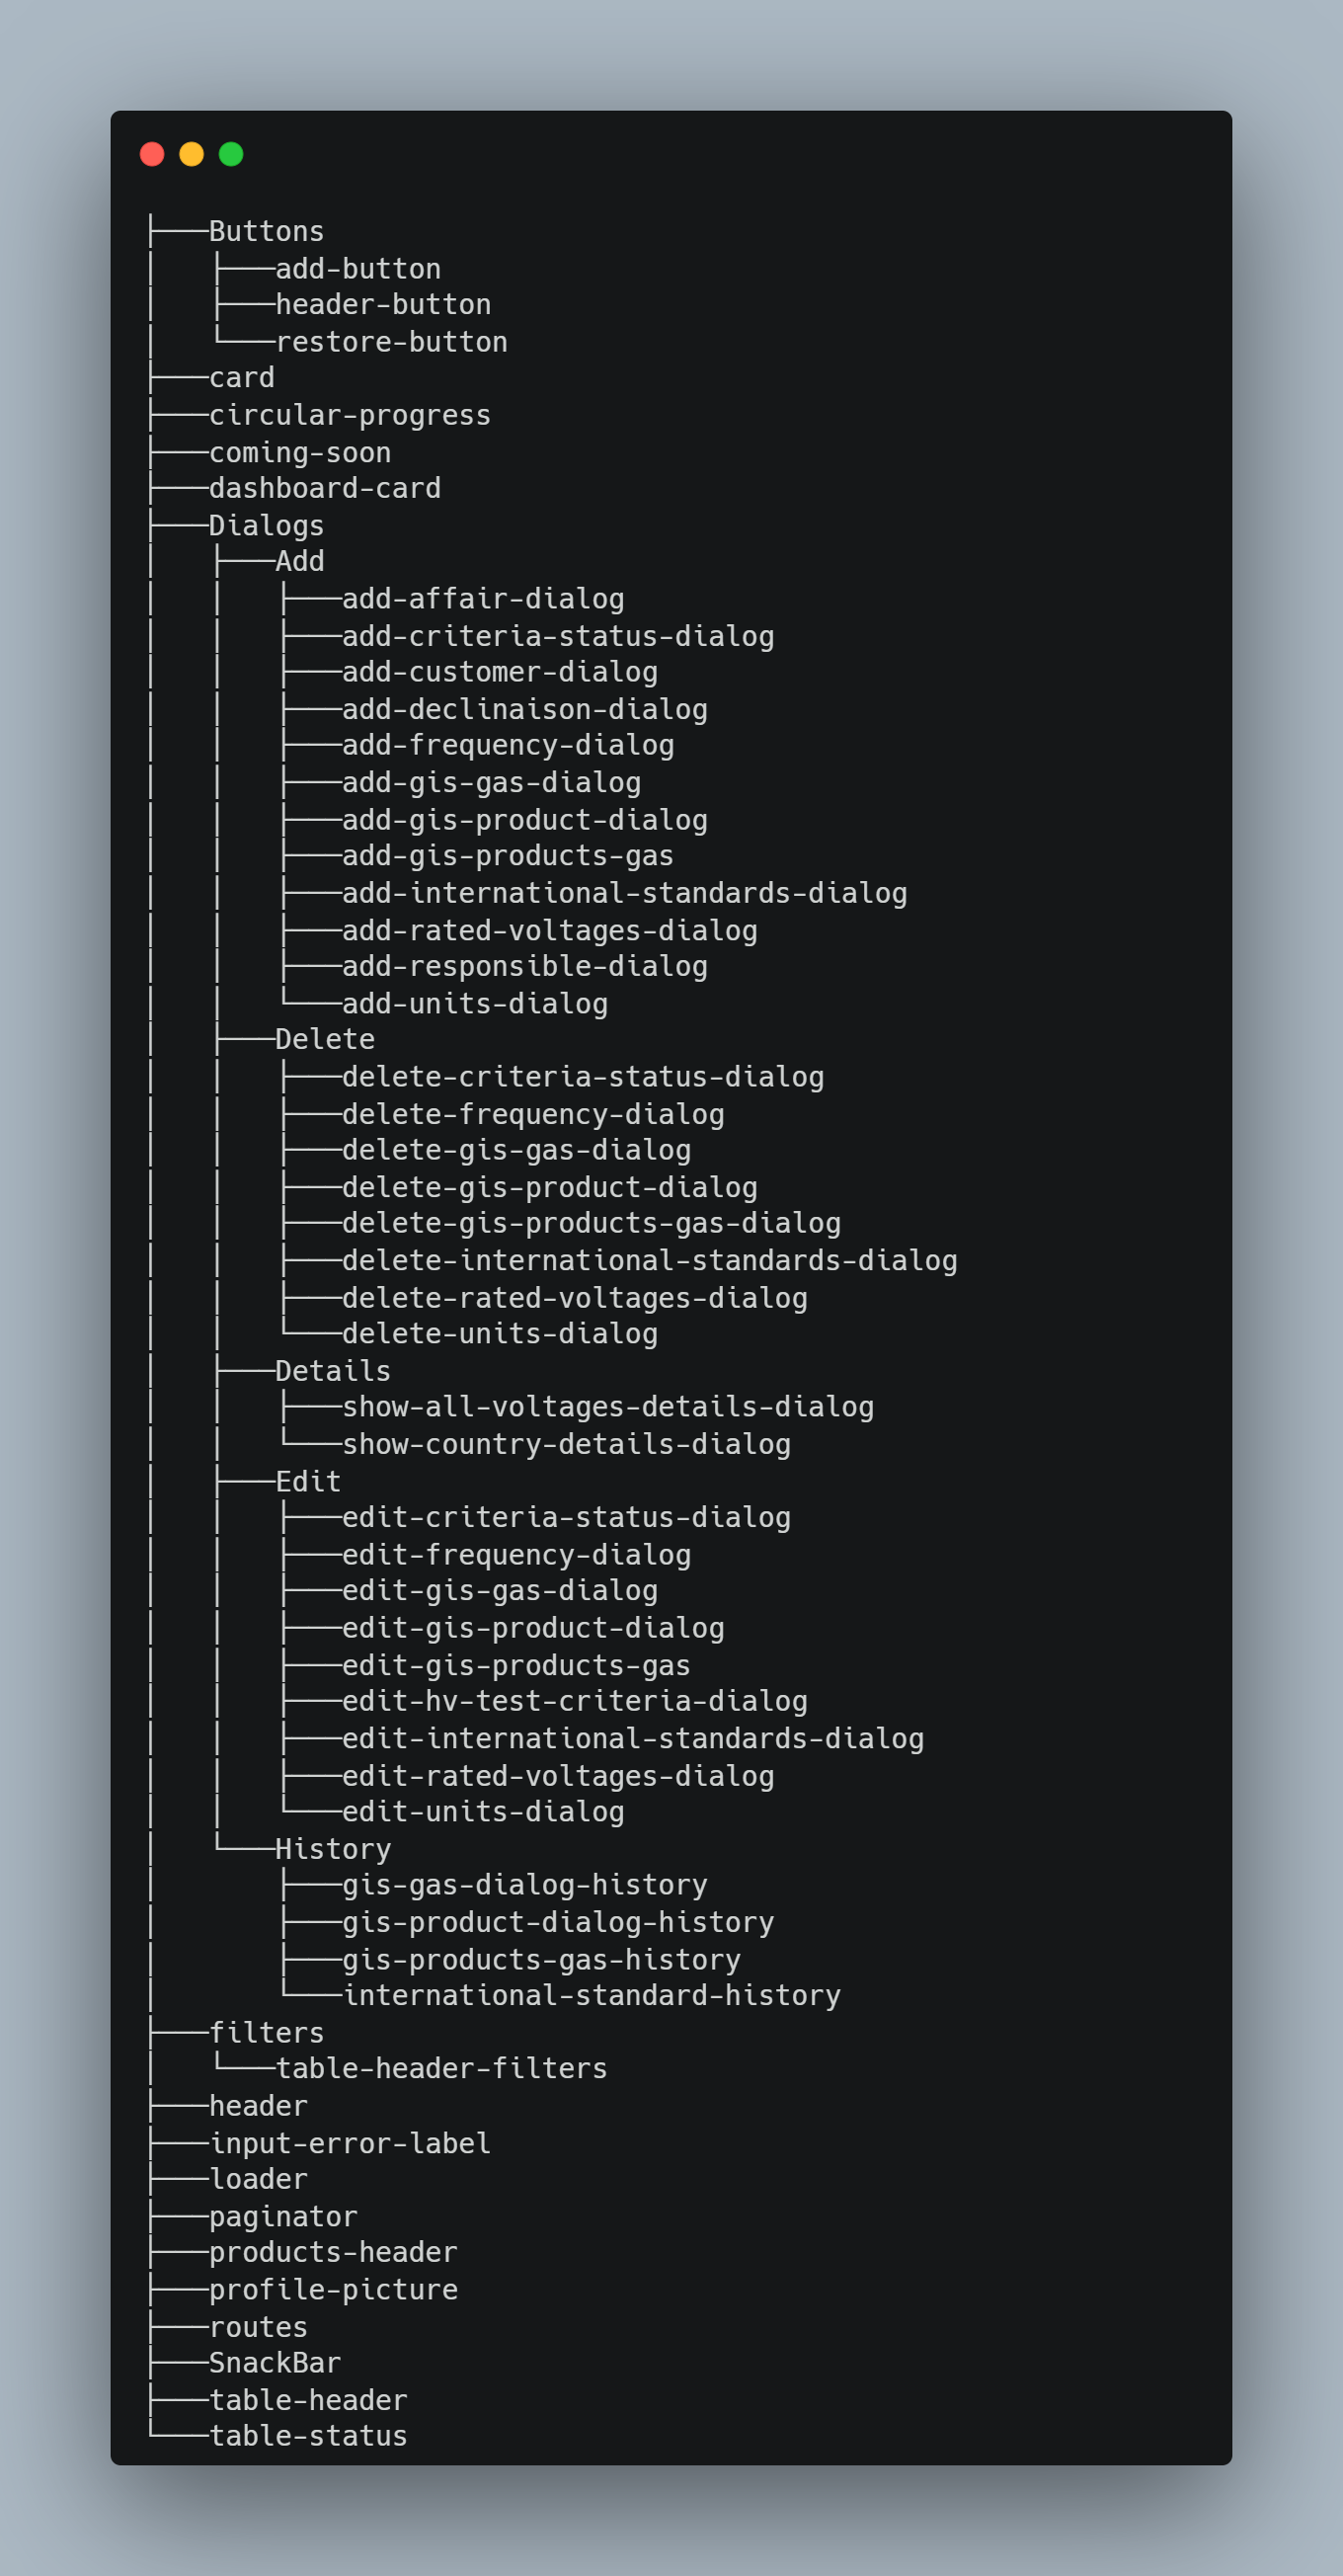 ├───Buttons
│   ├───add-button
│   ├───header-button
│   └───restore-button
├───card
├───circular-progress
├───coming-soon
├───dashboard-card
├───Dialogs
│   ├───Add
│   │   ├───add-affair-dialog
│   │   ├───add-criteria-status-dialog
│   │   ├───add-customer-dialog
│   │   ├───add-declinaison-dialog
│   │   ├───add-frequency-dialog
│   │   ├───add-gis-gas-dialog
│   │   ├───add-gis-product-dialog
│   │   ├───add-gis-products-gas
│   │   ├───add-international-standards-dialog
│   │   ├───add-rated-voltages-dialog
│   │   ├───add-responsible-dialog
│   │   └───add-units-dialog
│   ├───Delete
│   │   ├───delete-criteria-status-dialog
│   │   ├───delete-frequency-dialog
│   │   ├───delete-gis-gas-dialog
│   │   ├───delete-gis-product-dialog
│   │   ├───delete-gis-products-gas-dialog
│   │   ├───delete-international-standards-dialog
│   │   ├───delete-rated-voltages-dialog
│   │   └───delete-units-dialog
│   ├───Details
│   │   ├───show-all-voltages-details-dialog
│   │   └───show-country-details-dialog
│   ├───Edit
│   │   ├───edit-criteria-status-dialog
│   │   ├───edit-frequency-dialog
│   │   ├───edit-gis-gas-dialog
│   │   ├───edit-gis-product-dialog
│   │   ├───edit-gis-products-gas
│   │   ├───edit-hv-test-criteria-dialog
│   │   ├───edit-international-standards-dialog
│   │   ├───edit-rated-voltages-dialog
│   │   └───edit-units-dialog
│   └───History
│       ├───gis-gas-dialog-history
│       ├───gis-product-dialog-history
│       ├───gis-products-gas-history
│       └───international-standard-history
├───filters
│   └───table-header-filters
├───header
├───input-error-label
├───loader
├───paginator
├───products-header
├───profile-picture
├───routes
├───SnackBar
├───table-header
└───table-status